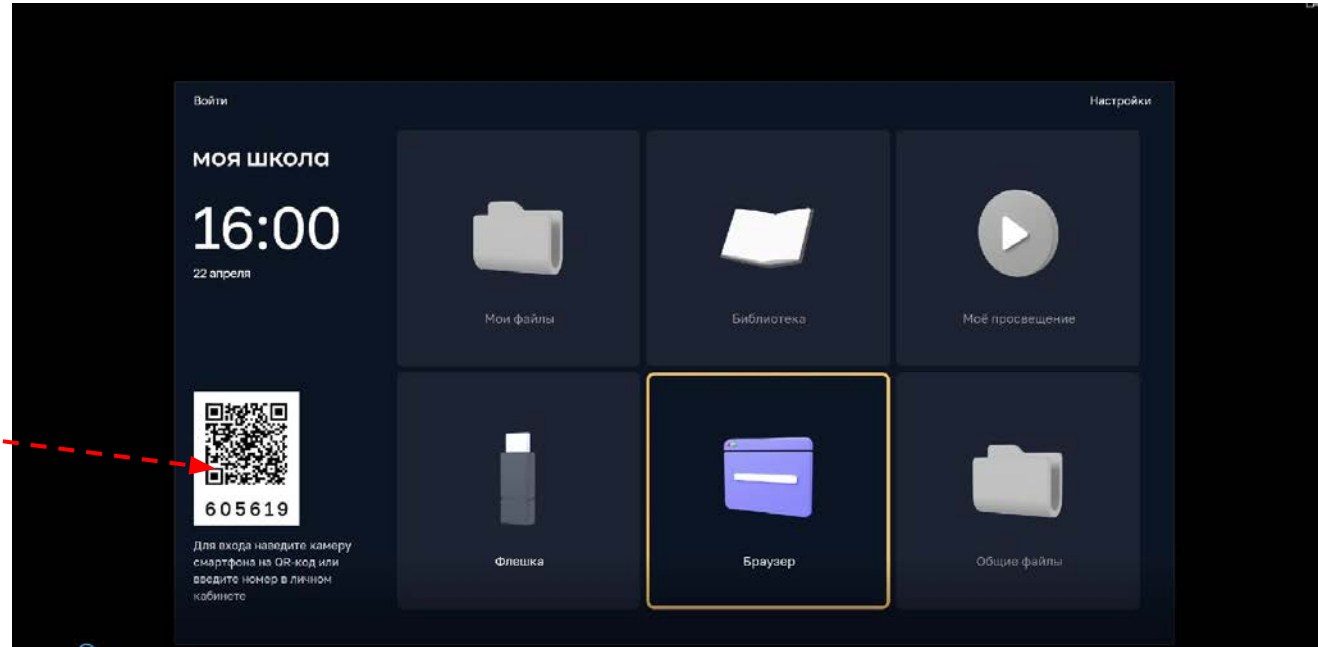 Войти
Настройки
моя школа
16:00
22 апреля
Мои файлы
Библиотека
Моё просвещение
605619
Для входа наведите камеру
смартфона на QR-код или
введите номер в личном
кабинете
Флешка
Браузер
Общие файлы